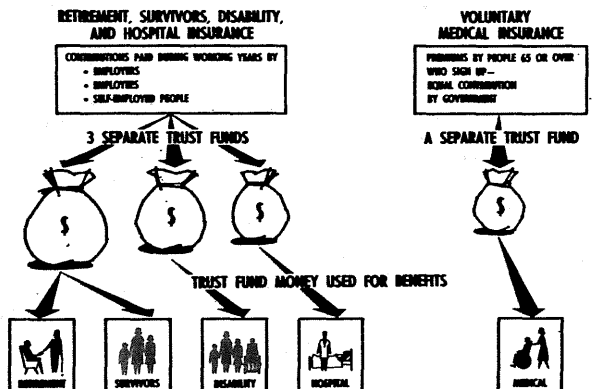 RETIREMENT, SURVIVORS, DISABILITY,
AND HOSPITAL INSURANCE
CONTRIBUTIONS PAID DURING WORKING YEARS BY
• EMPLOYERS
• EMPLOYEES
• SELF-EMPLOYED PEOPLE
3 SEPARATE TRUST FUNDS
$
$
$
VOLUNTARY
MEDICAL INSURANCE
PREMIUMS BY PEOPLE 65 OR OVER
WHO SIGN UP—
EQUAL CONTRIBUTION
BY GOVERNMENT
A SEPARATE TRUST FUND
$
TRUST FUND MONEY USED FOR BENEFITS
RETIREMENT
SURVIVORS
DISABILITY
HOSPITAL
MEDICAL